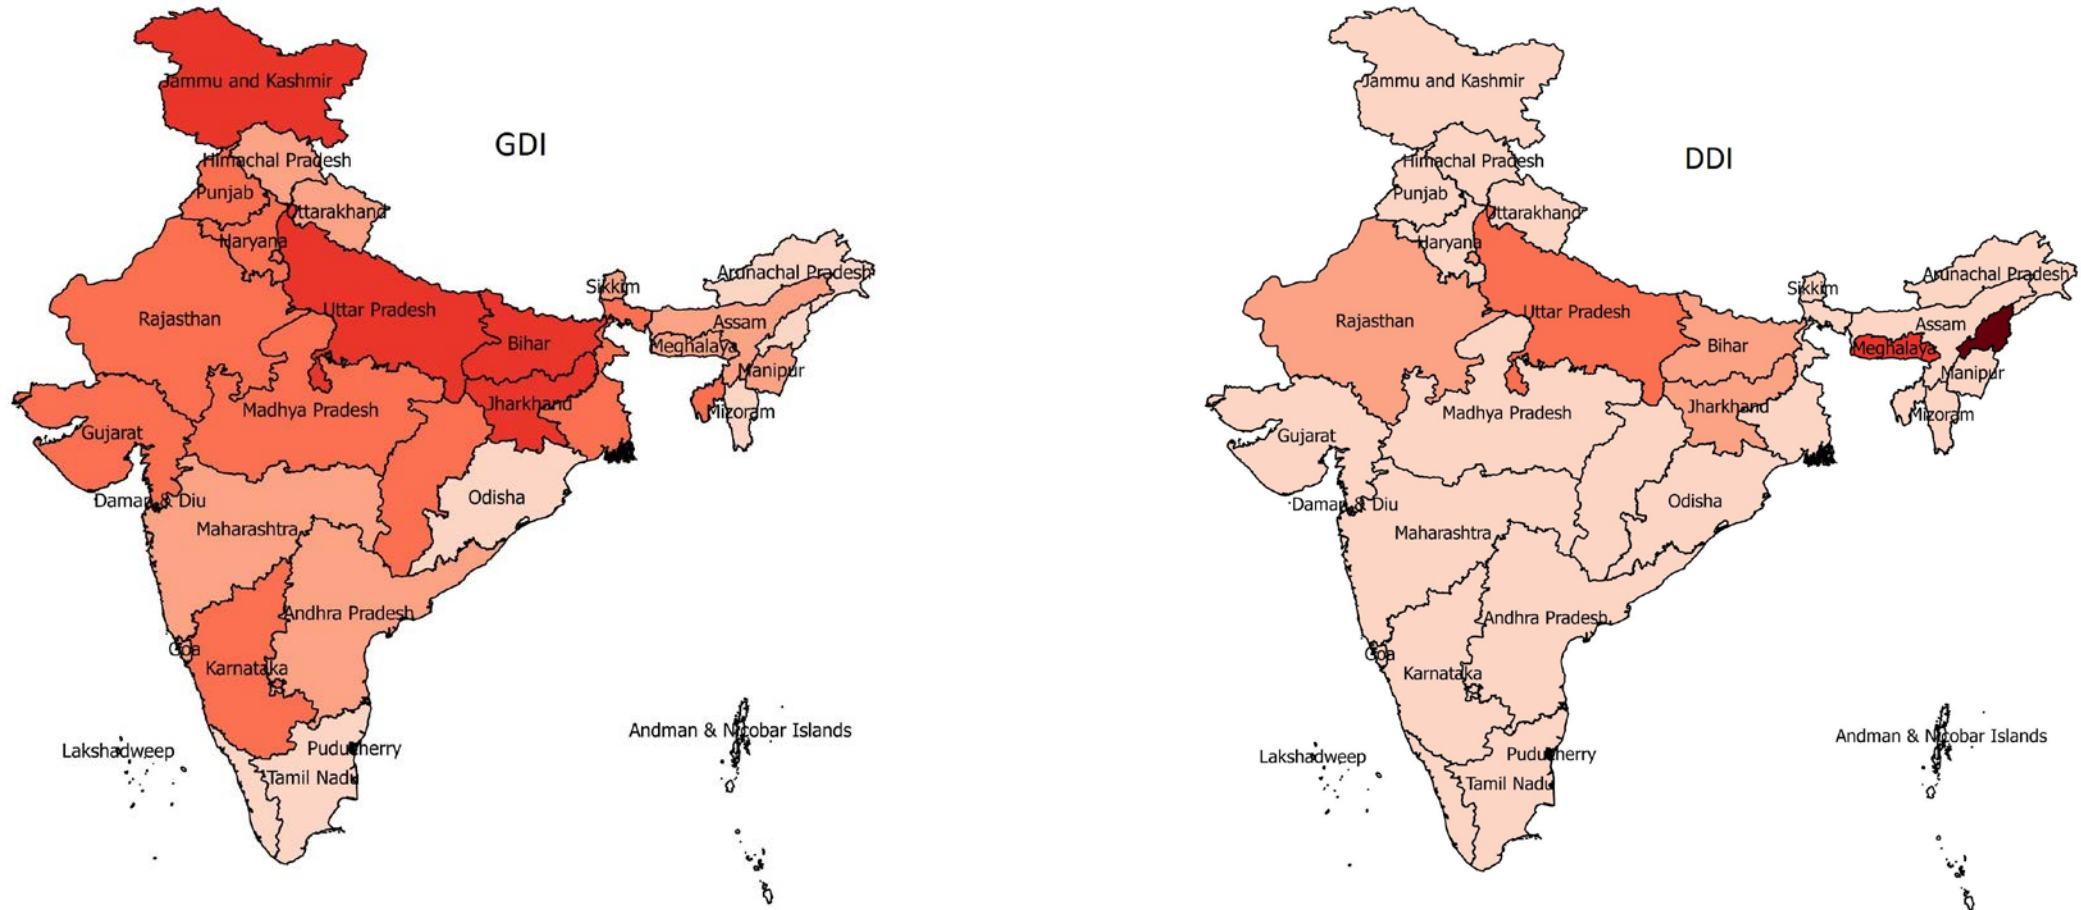 Jammu and Kashmir
GDI
Himachal Pradesh
Punjab
Uttarakhand
Haryana
Arunachal Pradesh
Sikkim
Uttar Pradesh
Rajasthan
Assam
Bihar
Meghalaya
Manipur
Jharkhand
Madhya Pradesh
Mizoram
Gujarat
Odisha
Daman & Diu
Maharashtra
Andhra Pradesh
Goa
Karnataka
Andman & Nicobar Islands
Lakshadweep
Puducherry
Tamil Nadu
Jammu and Kashmir
DDI
Himachal Pradesh
Punjab
Uttarakhand
Haryana
Arunachal Pradesh
Sikkim
Uttar Pradesh
Rajasthan
Assam
Bihar
Meghalaya
Manipur
Jharkhand
Madhya Pradesh
Mizoram
Gujarat
Odisha
Daman & Diu
Maharashtra
Andhra Pradesh
Goa
Karnataka
Andman & Nicobar Islands
Lakshadweep
Puducherry
Tamil Nadu